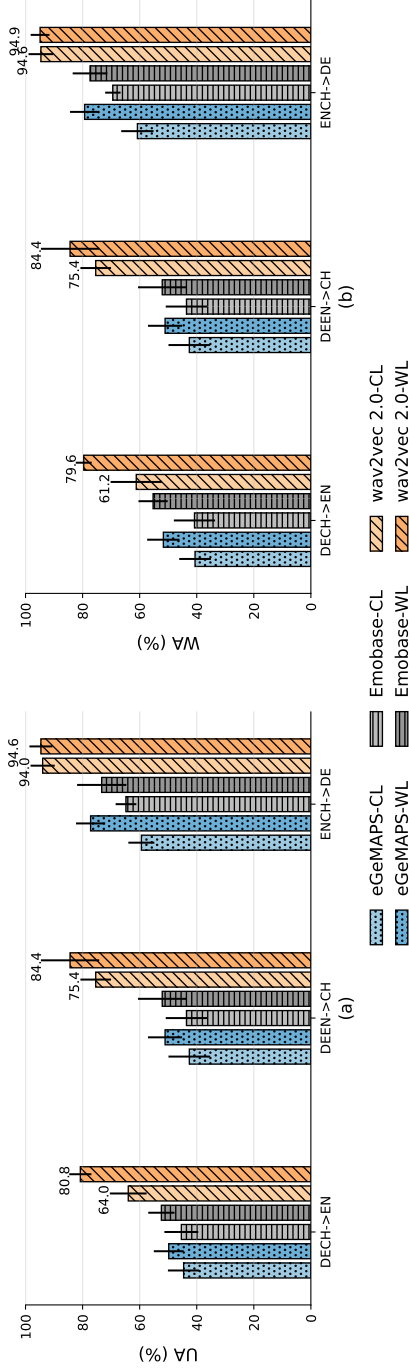 100
80
60
40
20
0
UA (%)
80.8
64.0
84.4
75.4
94.6
94.0
DECH->EN
DEEN->CH
ENCH->DE
(a)
100
80
60
40
20
0
WA (%)
79.6
61.2
84.4
75.4
94.9
94.6
DECH->EN
DEEN->CH
ENCH->DE
(b)
eGeMAPS-CL Emobase-CL wav2vec 2.0-CL
eGeMAPS-WL Emobase-WL wav2vec 2.0-WL